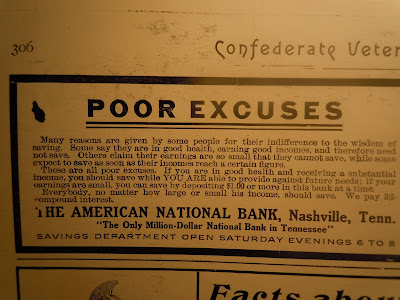 306
Confederate Veter
POOR EXCUSES
Many reasons are given by some people for their indifference to the wisdom of
saving. Some say they are in good health, earning good incomes, and therefore need
not save. Others claim their earnings are so small that they cannot save, while some
expect to save as soon as their incomes reach a certain figure.
These are all poor excuses. If you are in good health and receiving a substantial
income, you should save while YOU ARE able to provide against future needs; if your
earnings are small, you can save by depositing $1.00 or more in this bank at a time.
Everybody, no matter how large or small his income, should save. We pay 3%
compound interest.
THE AMERICAN NATIONAL BANK, Nashville, Tenn.
"The Only Million-Dollar National Bank in Tennessee"
SAVINGS DEPARTMENT OPEN SATURDAY EVENINGS 6 TO 8
Facts abou